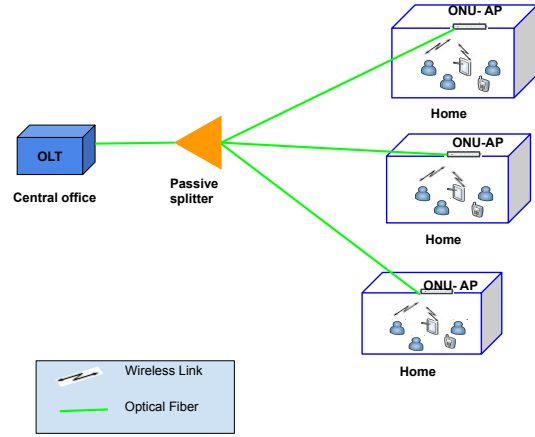 ONU- AP
Home
OLT
Central office
Passive
splitter
ONU-AP
Home
ONU- AP
Home
Wireless Link
Optical Fiber